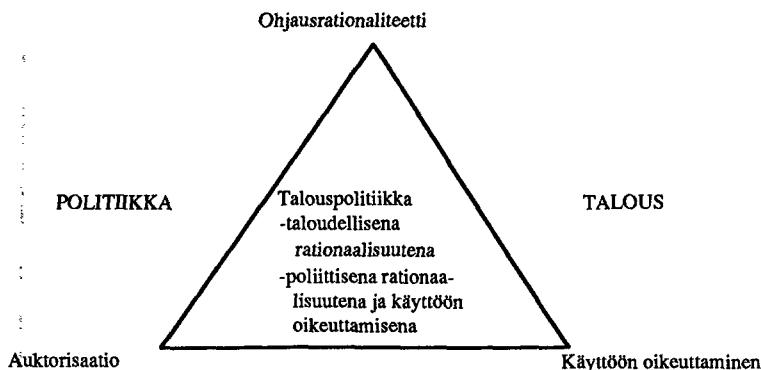 Ohjausrationaliteetti
POLITIIKKA
Talouspolitiikka
-taloudellisena
rationaalisuutena
-poliittisena rationaa-
lisuutena ja käyttöön
oikeuttamisena
TALOUS
Auktorisaatio
Käyttöön oikeuttaminen